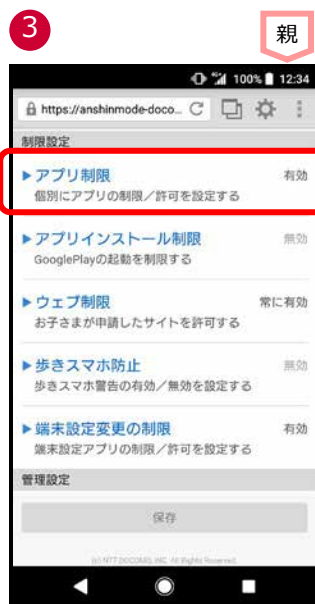 3
親
100% 12:34
https://anshinmode-doco...
制限設定
▶アプリ制限 有効
個別にアプリの制限／許可を設定する
▶アプリインストール制限 無効
GooglePlayの起動を制限する
▶ウェブ制限 常に有効
お子さまが申請したサイトを許可する
▶歩きスマホ防止 無効
歩きスマホ警告の有効／無効を設定する
▶端末設定変更の制限 有効
端末設定アプリの制限／許可を設定する
管理設定
保存
(c) NTT DOCOMO, INC. All Rights Reserved.